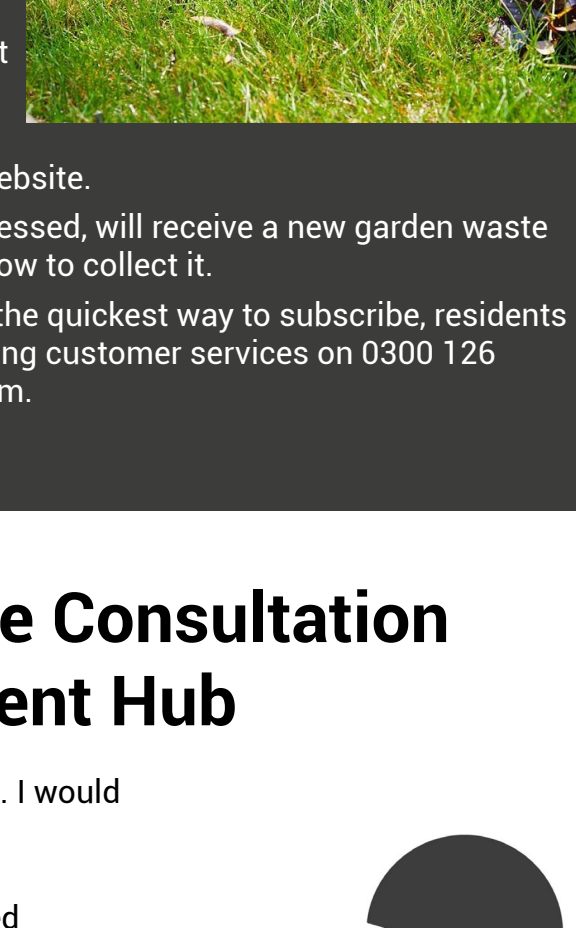 t
ebsite.
essed, will receive a new garden waste
ow to collect it.
the quickest way to subscribe, residents
ng customer services on 0300 126
m.
e Consultation
ent Hub
. I would
ed